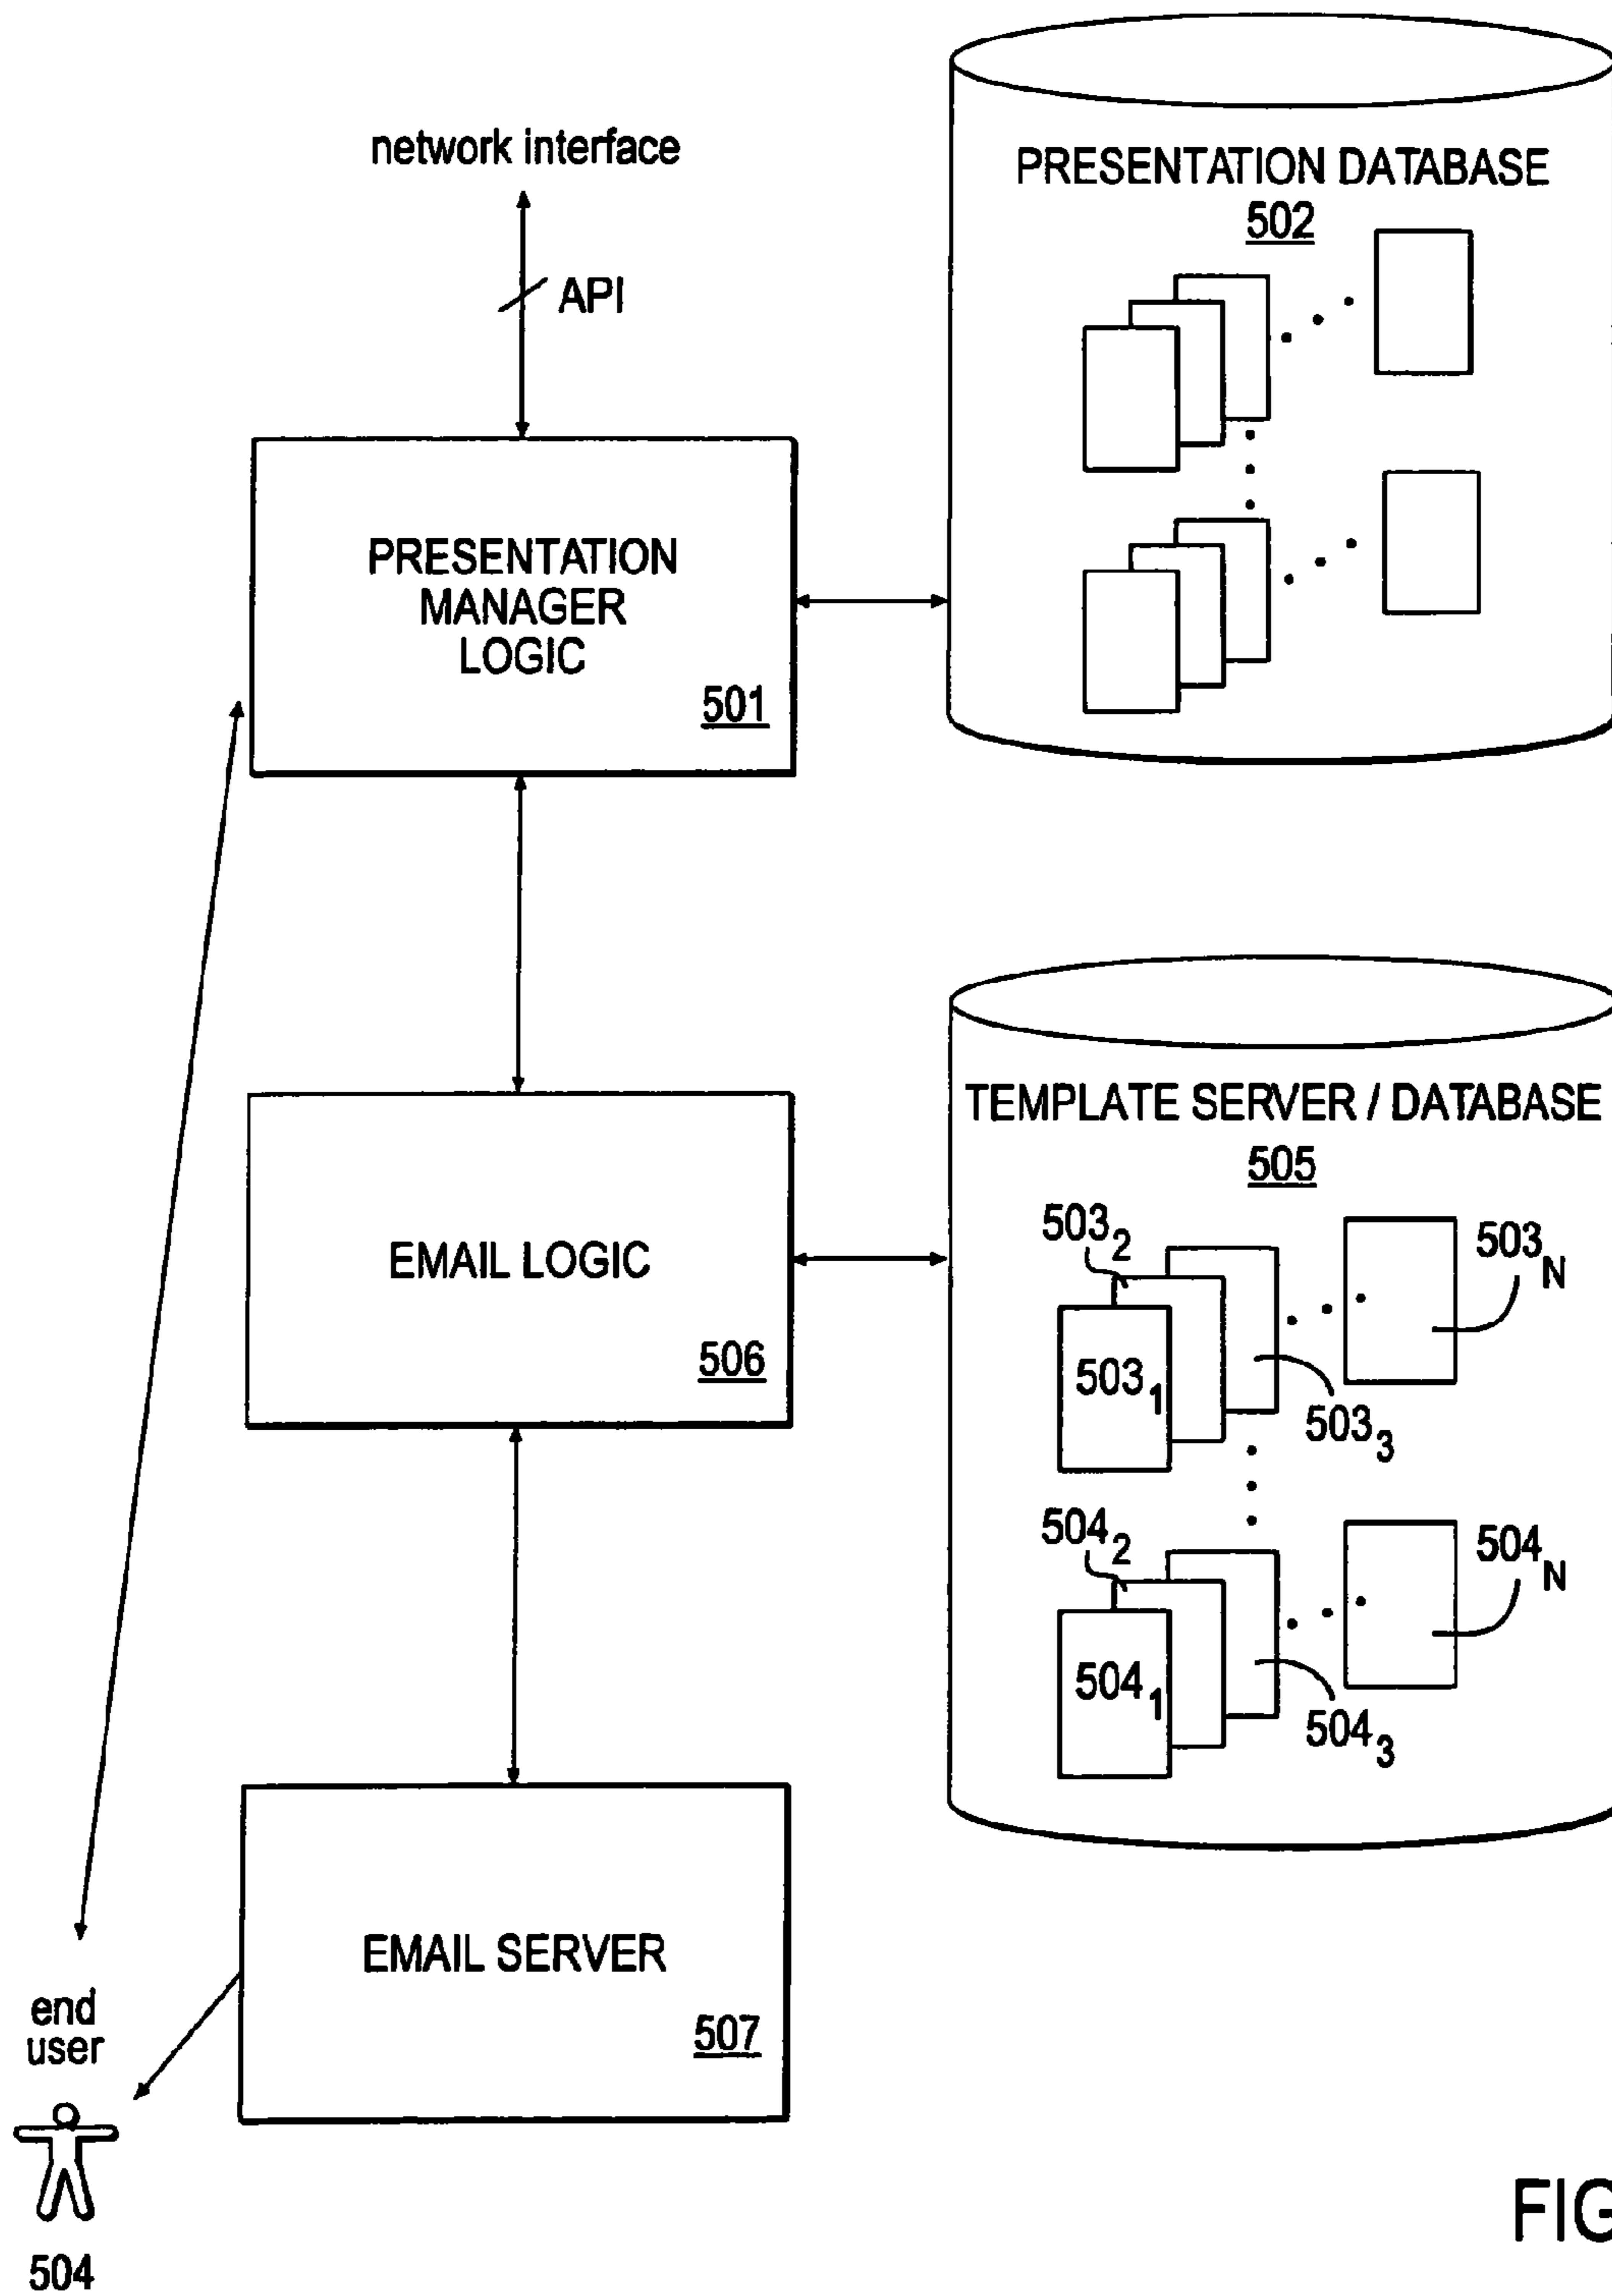 network interface
API
PRESENTATION DATABASE
502
PRESENTATION
MANAGER
LOGIC
501
TEMPLATE SERVER / DATABASE
505
503₂
503_N
503₁
503₃
504₂
504_N
504₁
504₃
EMAIL LOGIC
506
EMAIL SERVER
507
end
user
504
FIG